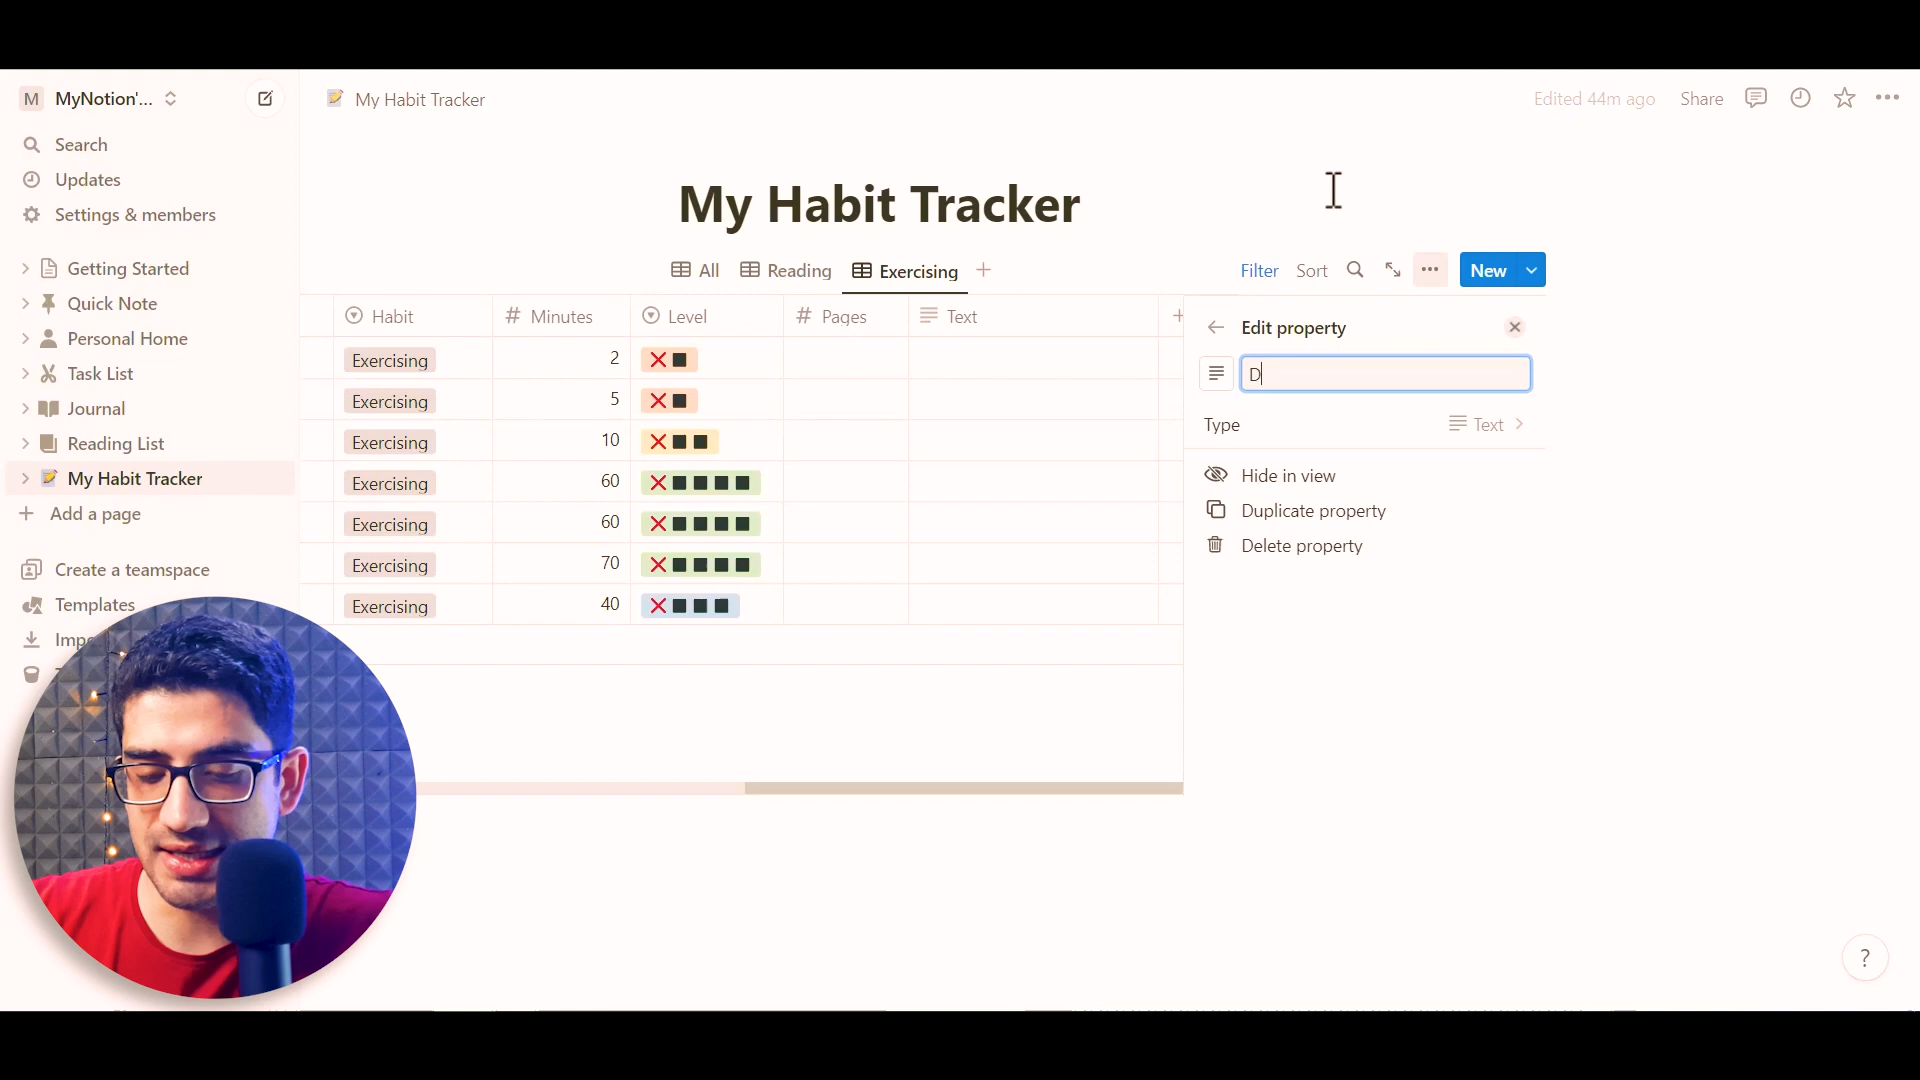 M MyNotion'...
My Habit Tracker
Edited 44m ago
Share
Search
Updates
Settings & members
Getting Started
Quick Note
Personal Home
Task List
Journal
Reading List
My Habit Tracker
Add a page
Create a teamspace
Templates
My Habit Tracker
All Reading Exercising
Filter Sort New
Habit Minutes Level Pages Text
Exercising 2
Exercising 5
Exercising 10
Exercising 60
Exercising 60
Exercising 70
Exercising 40
Edit property
D
Type Text
Hide in view
Duplicate property
Delete property
?